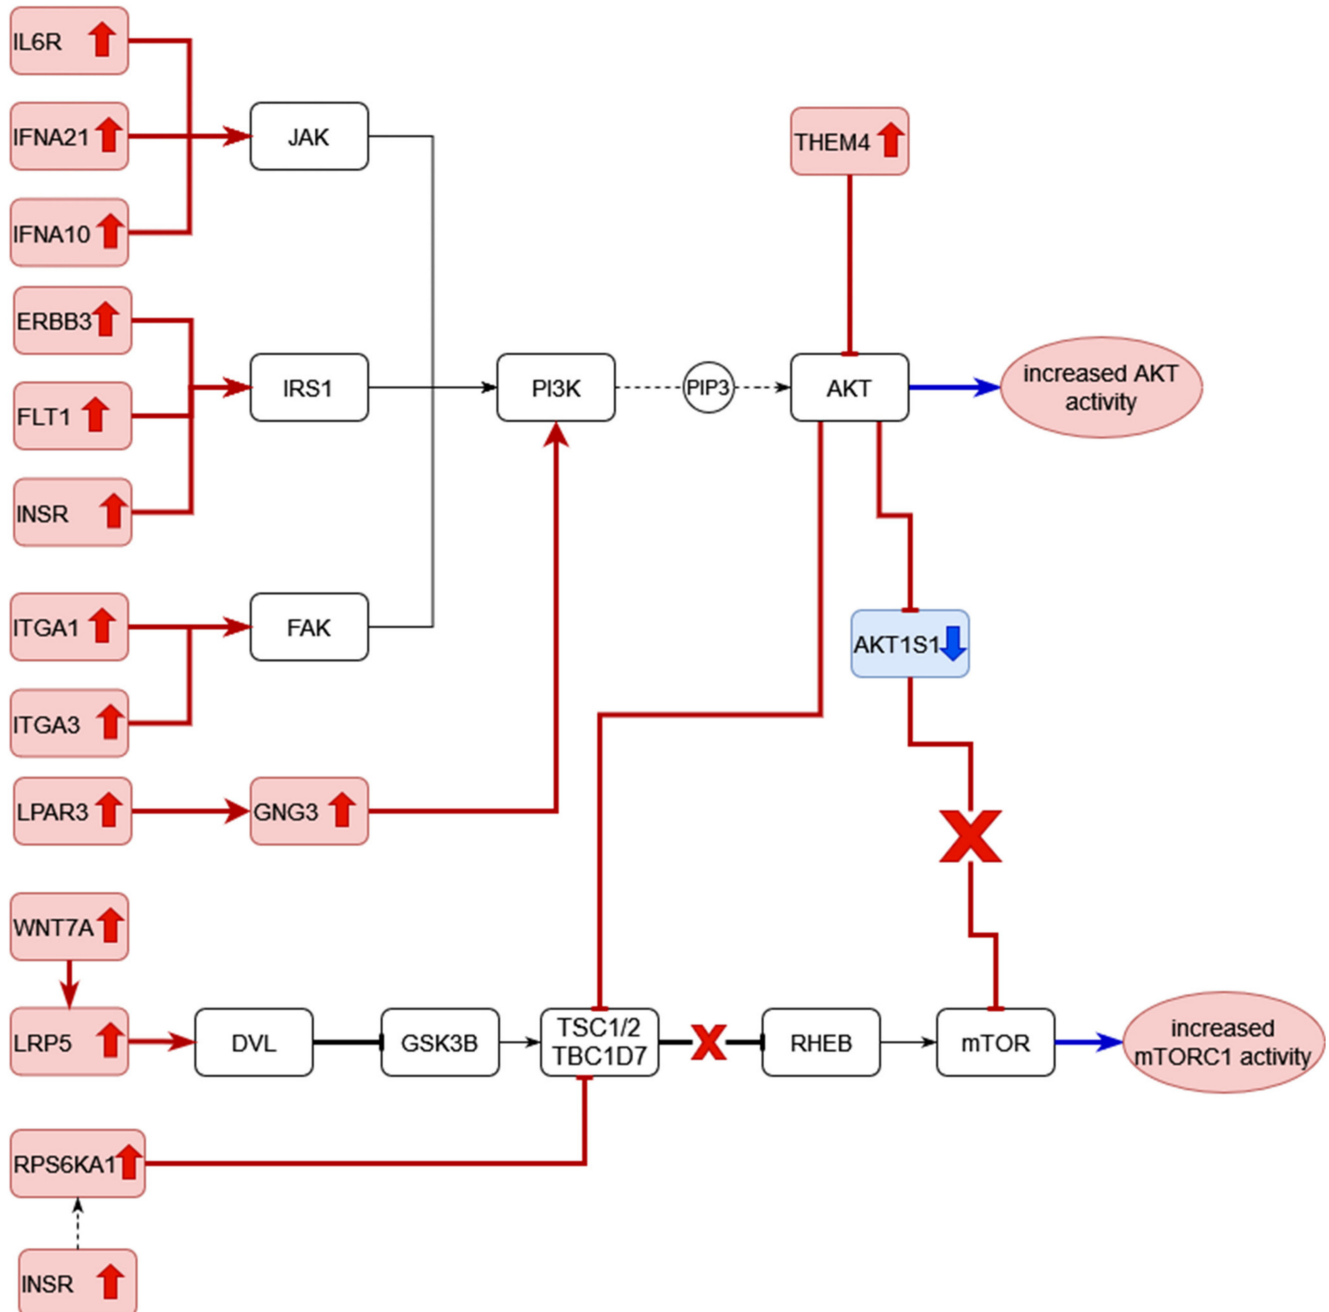 IL6R
IFNA21
JAK
THEM4
IFNA10
ERBB3
IRS1
PI3K
PIP3
AKT
increased AKT
activity
FLT1
INSR
ITGA1
FAK
AKT1S1
ITGA3
LPAR3
GNG3
X
WNT7A
LRP5
DVL
GSK3B
TSC1/2
TBC1D7
X
RHEB
mTOR
increased
mTORC1 activity
RPS6KA1
INSR